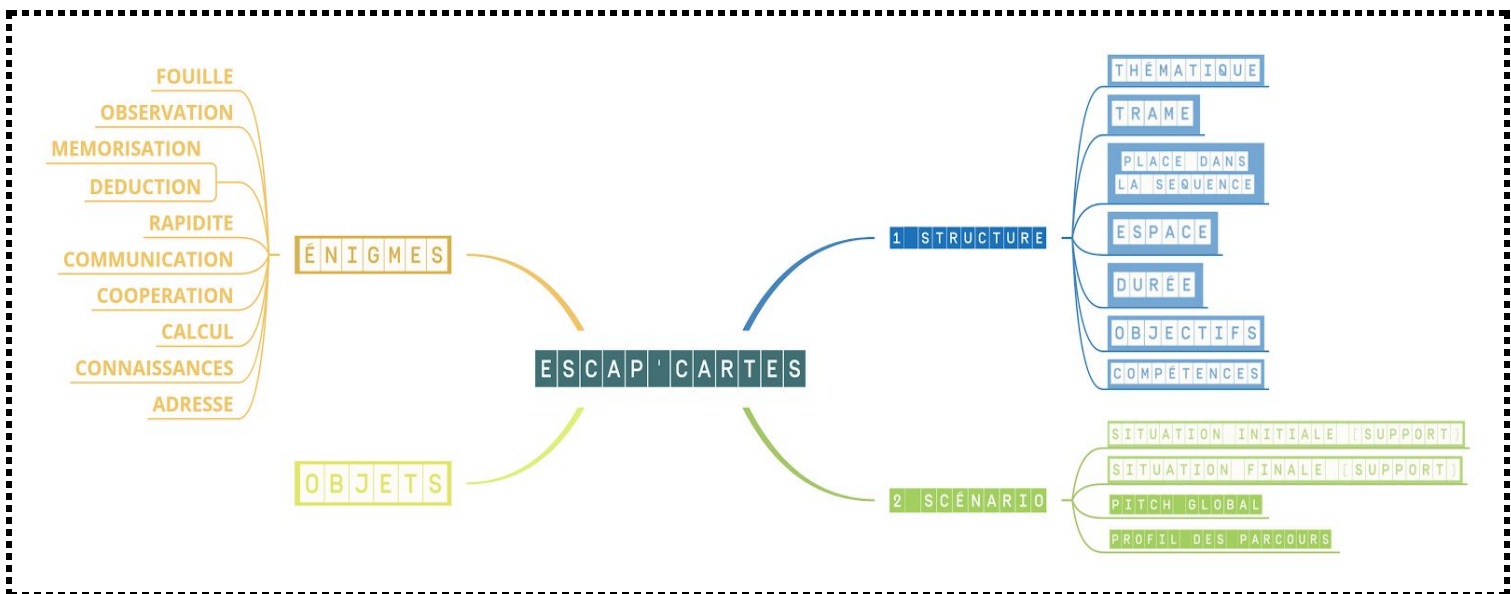 FOUILLE
OBSERVATION
MEMORISATION
DEDUCTION
RAPIDITE
COMMUNICATION
COOPERATION
CALCUL
CONNAISSANCES
ADRESSE
ÉNIGMES
OBJETS
ESCAP'CARTES
1 STRUCTURE
THÉMATIQUE
TRAME
PLACE DANS
LA SEQUENCE
ESPACE
DURÉE
OBJECTIFS
COMPÉTENCES
2 SCÉNARIO
SITUATION INITIALE (SUPPORT)
SITUATION FINALE (SUPPORT)
PITCH GLOBAL
PROFIL DES PARCOURS